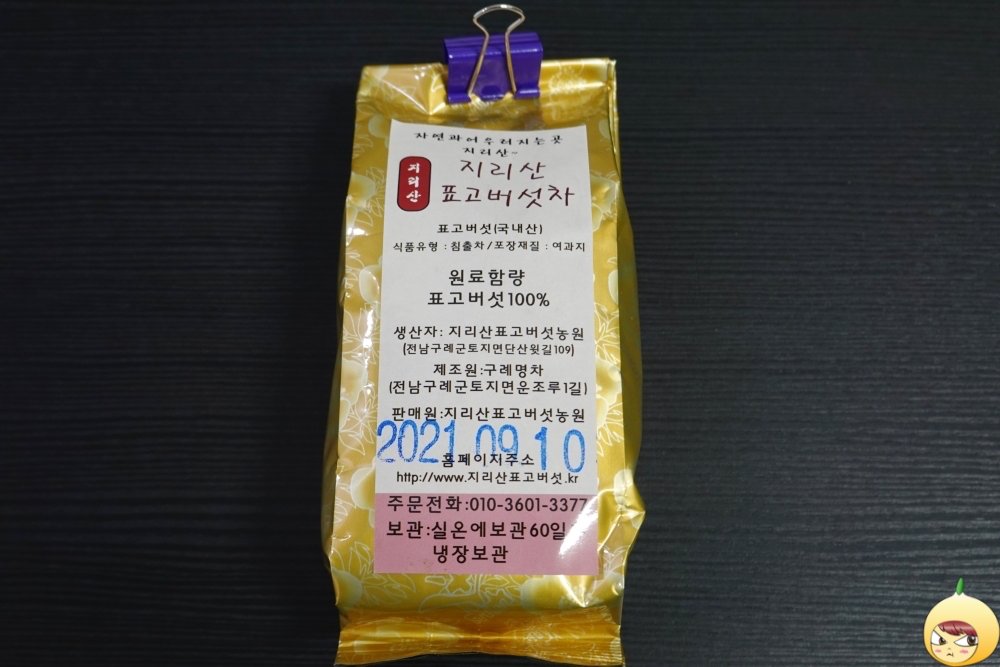 자연과어우러지는곳
지리산~
지리산
지리산
표고버섯차
표고버섯(국내산)
식품유형 : 침출차/포장재질 : 여과지
원료함량
표고버섯100%
생산자: 지리산표고버섯농원
(전남구례군토지면단산윗길109)
제조원:구례명차
(전남구례군토지면운조루1길)
판매원:지리산표고버섯농원
2021.09.10
홈페이지주소
http://www.지리산표고버섯.kr
주문전화:010-3601-3377
보관:실온에보관60일
냉장보관